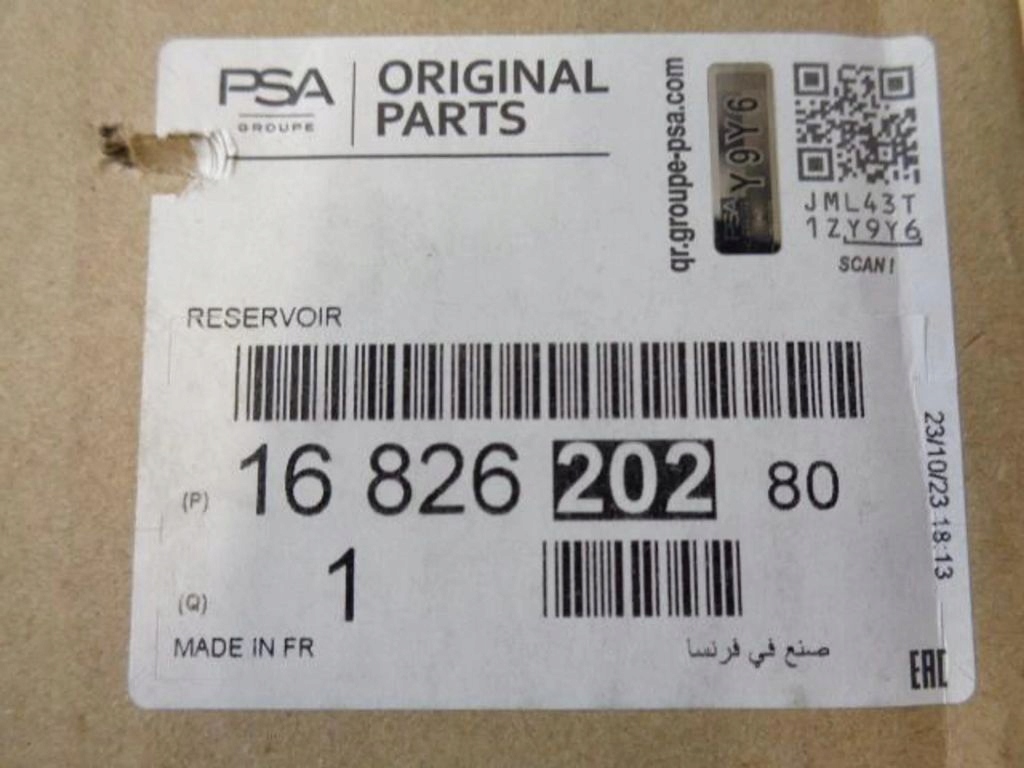 PSA
GROUPE
ORIGINAL
PARTS
qr.groupe-psa.com
PSA Y9Y6
JML43T
1ZY9Y6
SCAN!
RESERVOIR
(P) 16 826 202 80
23/10/23 18:13
(Q) 1
MADE IN FR
صنع في فرنسا
EAC